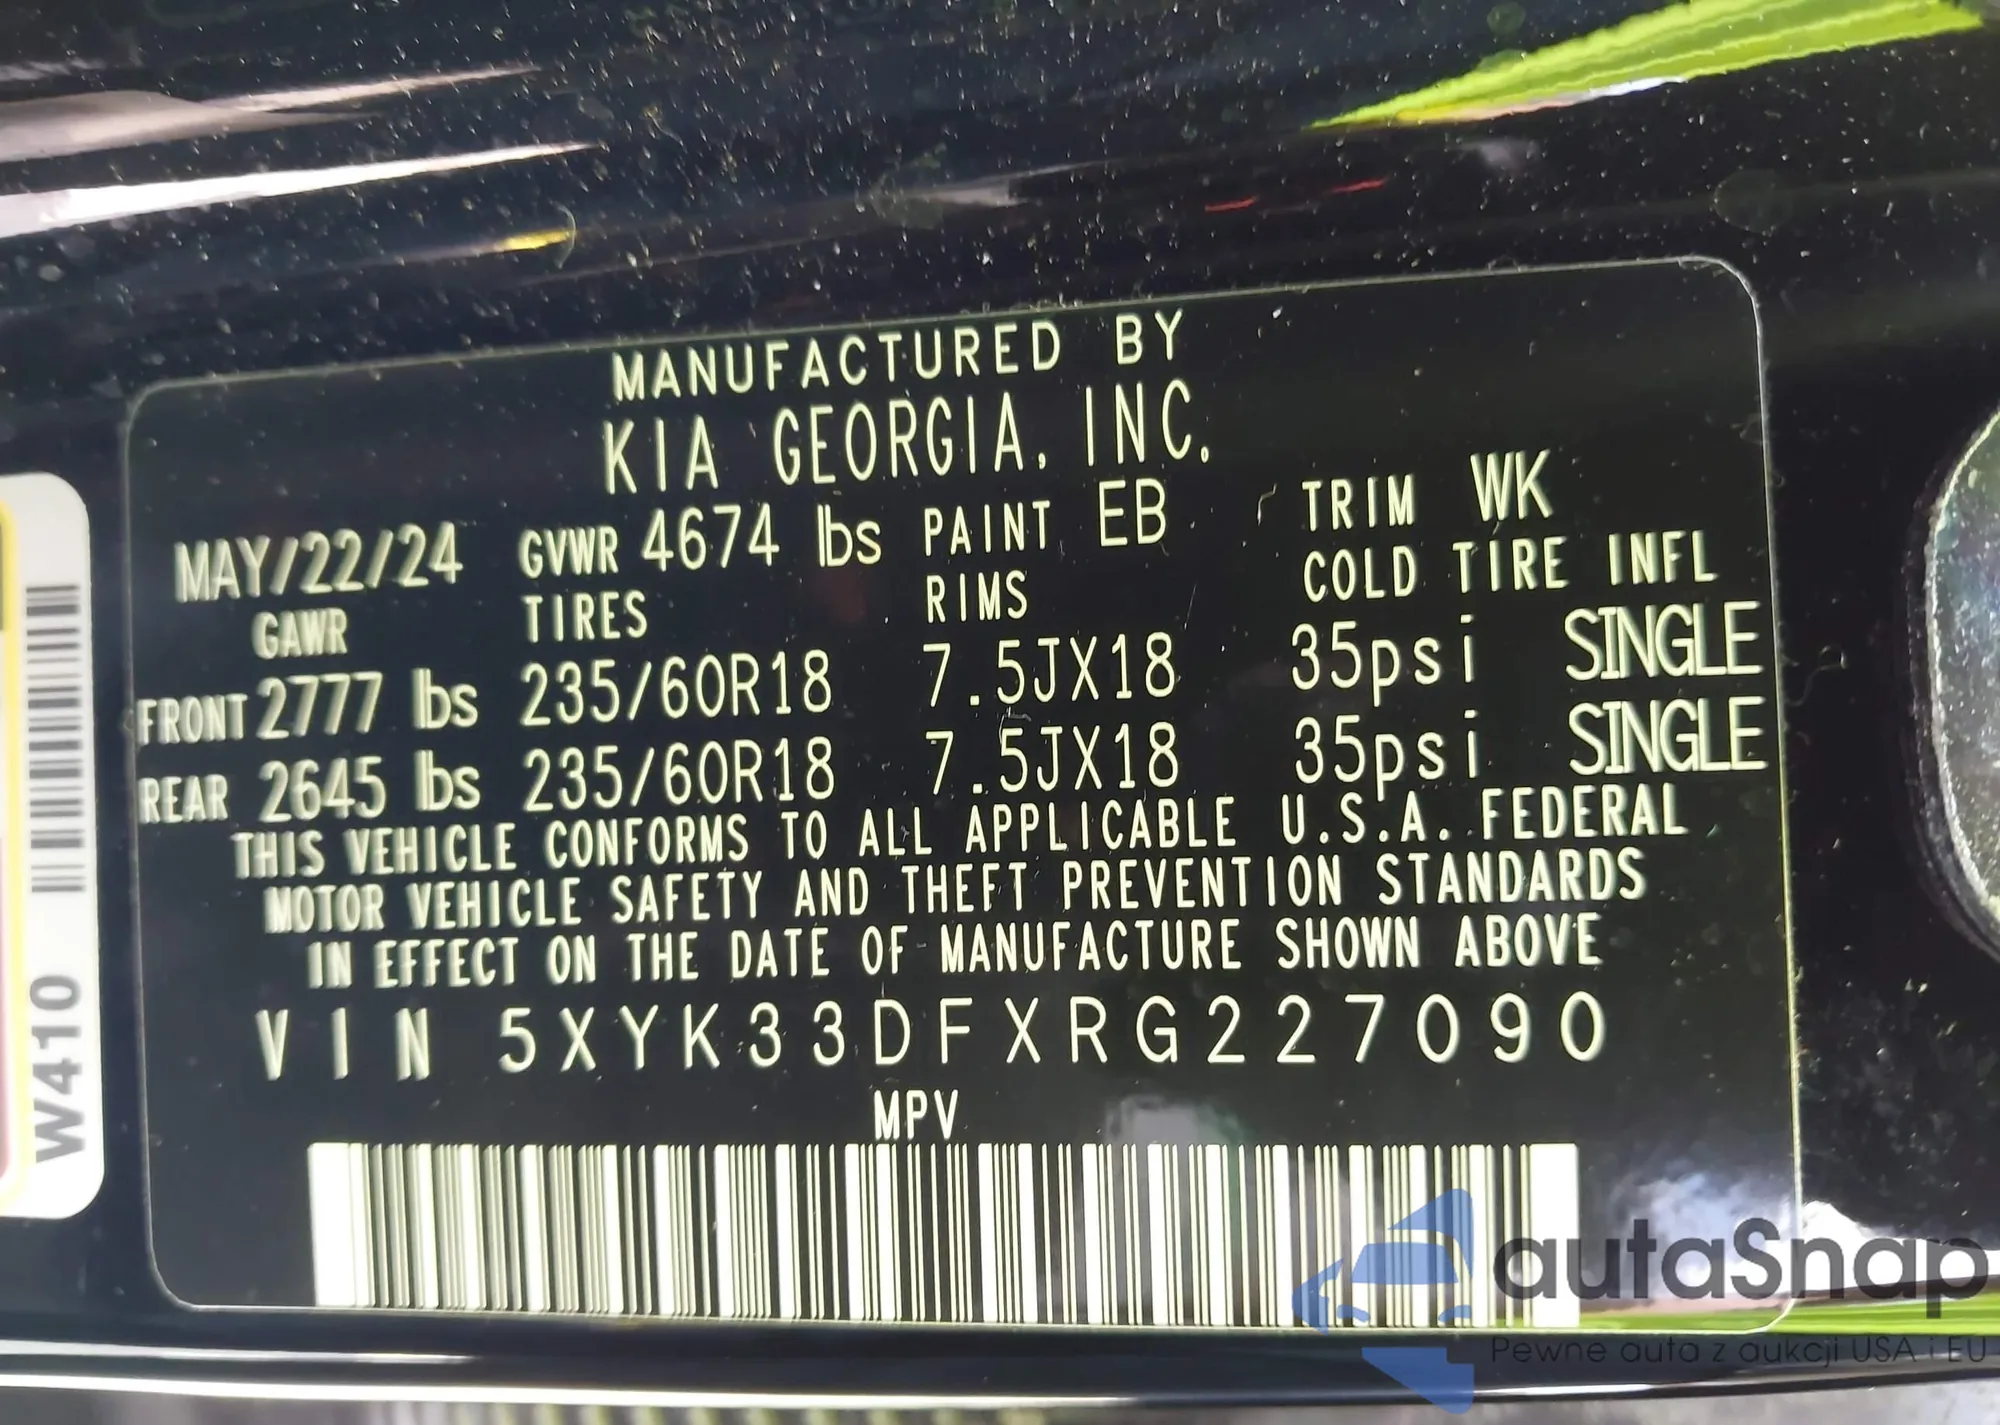 MANUFACTURED BY
KIA GEORGIA, INC.
MAY/22/24 GVWR 4674 lbs PAINT EB TRIM WK
GAWR TIRES RIMS COLD TIRE INFL
FRONT 2777 lbs 235/60R18 7.5JX18 35psi SINGLE
REAR 2645 lbs 235/60R18 7.5JX18 35psi SINGLE
THIS VEHICLE CONFORMS TO ALL APPLICABLE U.S.A. FEDERAL
MOTOR VEHICLE SAFETY AND THEFT PREVENTION STANDARDS
IN EFFECT ON THE DATE OF MANUFACTURE SHOWN ABOVE
VIN 5XYK33DFXRG227090
MPV
W410
autaSnap
Pewne auta z aukcji USA i EU